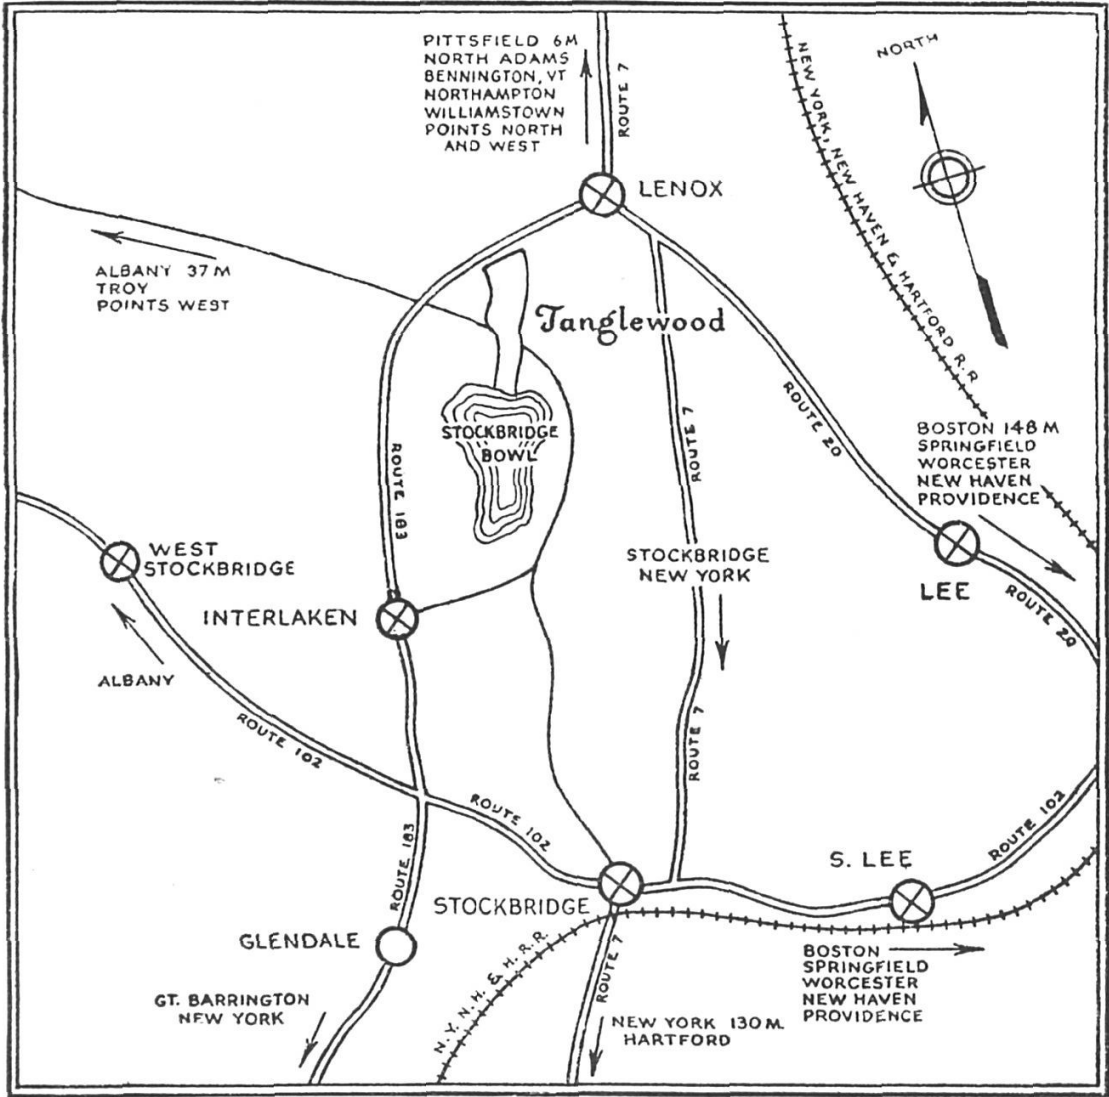 PITTSFIELD 6M
NORTH ADAMS
BENNINGTON, VT
NORTHAMPTON
WILLIAMSTOWN
POINTS NORTH
AND WEST
ROUTE 7
NORTH
NEW YORK, NEW HAVEN & HARTFORD R.R
LENOX
ALBANY 37 M
TROY
POINTS WEST
Tanglewood
ROUTE 7
ROUTE 20
STOCKBRIDGE
BOWL
ROUTE 183
BOSTON 148 M
SPRINGFIELD
WORCESTER
NEW HAVEN
PROVIDENCE
WEST
STOCKBRIDGE
STOCKBRIDGE
NEW YORK
LEE
ROUTE 20
INTERLAKEN
ALBANY
ROUTE 102
ROUTE 7
ROUTE 102
ROUTE 102
ROUTE 183
S. LEE
STOCKBRIDGE
GLENDALE
ROUTE 7
N.Y. N.H. & H.R.R.
BOSTON
SPRINGFIELD
WORCESTER
NEW HAVEN
PROVIDENCE
GT. BARRINGTON
NEW YORK
NEW YORK 130 M.
HARTFORD